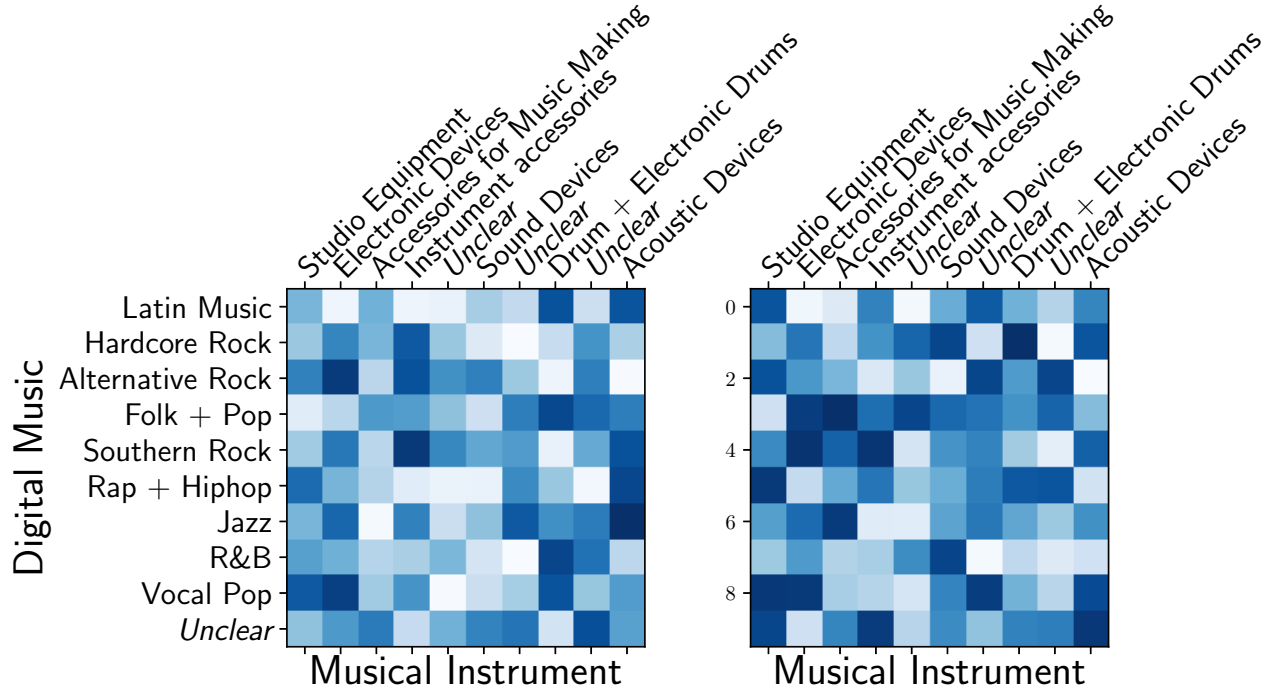 Studio Equipment
Electronic Devices
Accessories for Music Making
Instrument accessories
Unclear
Sound Devices
Unclear
Drum + Electronic Drums
Unclear
Acoustic Devices
Studio Equipment
Electronic Devices
Accessories for Music Making
Instrument accessories
Unclear
Sound Devices
Unclear
Drum + Electronic Drums
Unclear
Acoustic Devices
Digital Music
Latin Music
Hardcore Rock
Alternative Rock
Folk + Pop
Southern Rock
Rap + Hiphop
Jazz
R&B
Vocal Pop
Unclear
0
2
4
6
8
Musical Instrument
Musical Instrument